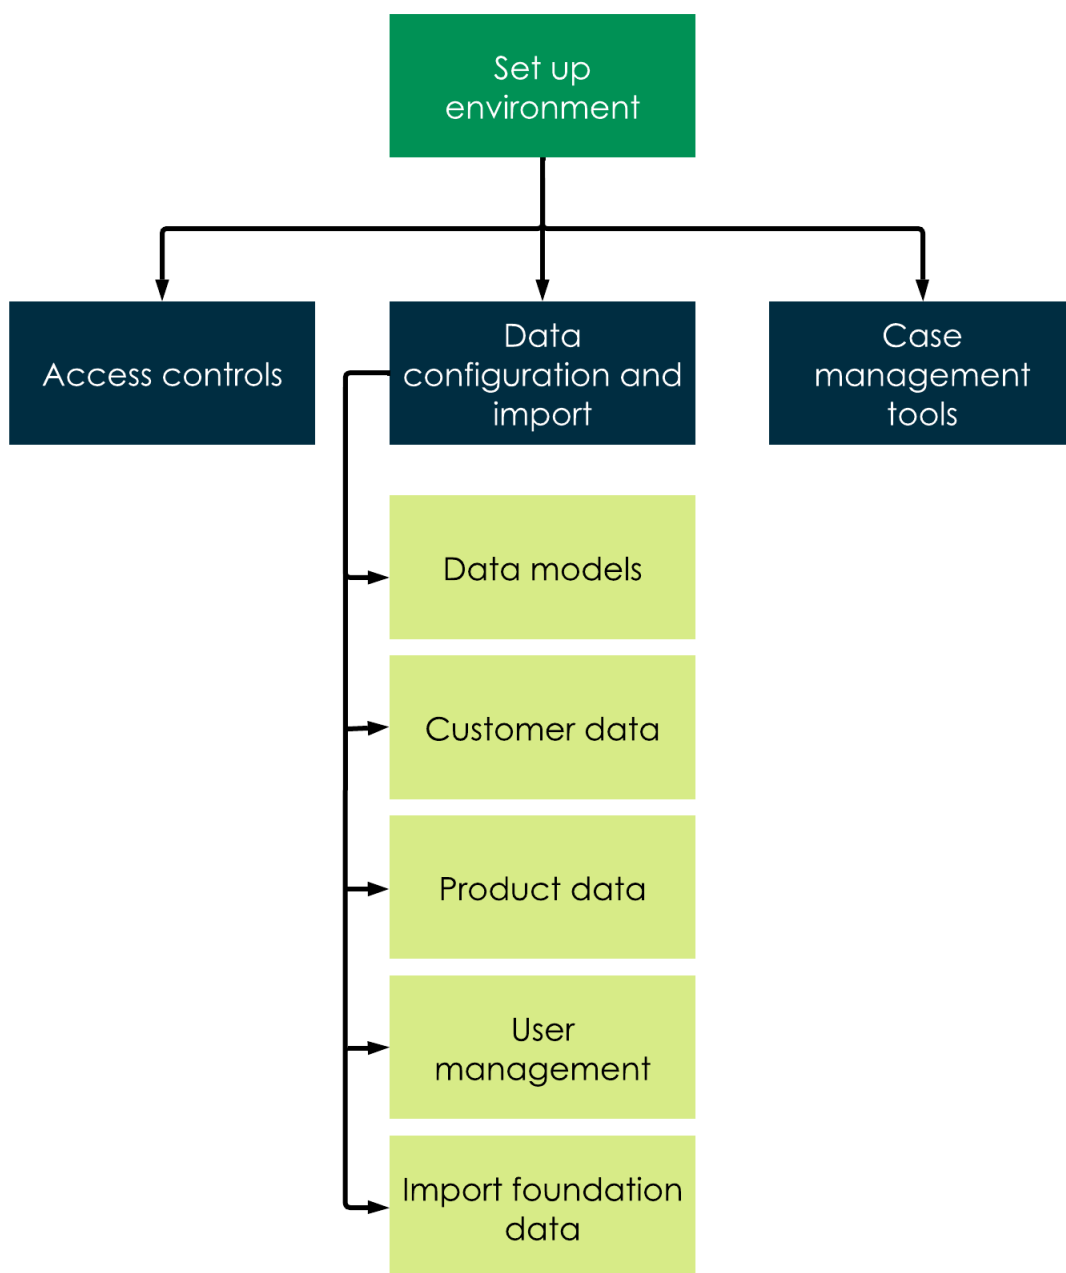 Set up
environment
Access controls
Data
configuration and
import
Case
management
tools
Data models
Customer data
Product data
User
management
Import foundation
data